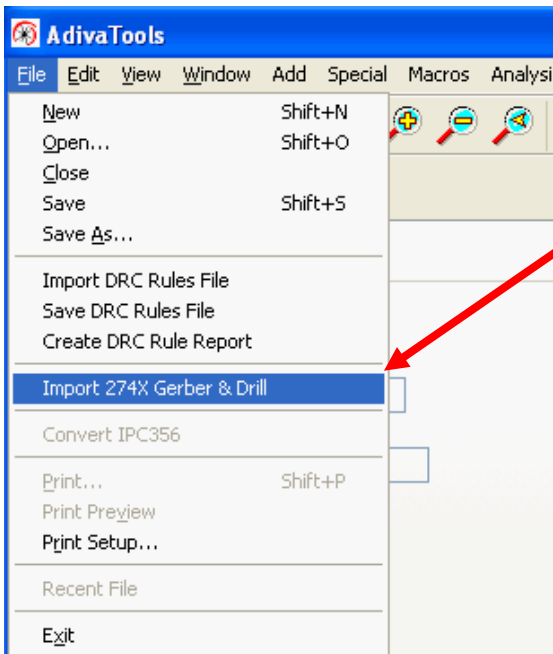 AdivaTools
File Edit View Window Add Special Macros Analysi
New Shift+N
Open... Shift+O
Close
Save Shift+S
Save As...
Import DRC Rules File
Save DRC Rules File
Create DRC Rule Report
Import 274X Gerber & Drill
Convert IPC356
Print... Shift+P
Print Preview
Print Setup...
Recent File
Exit